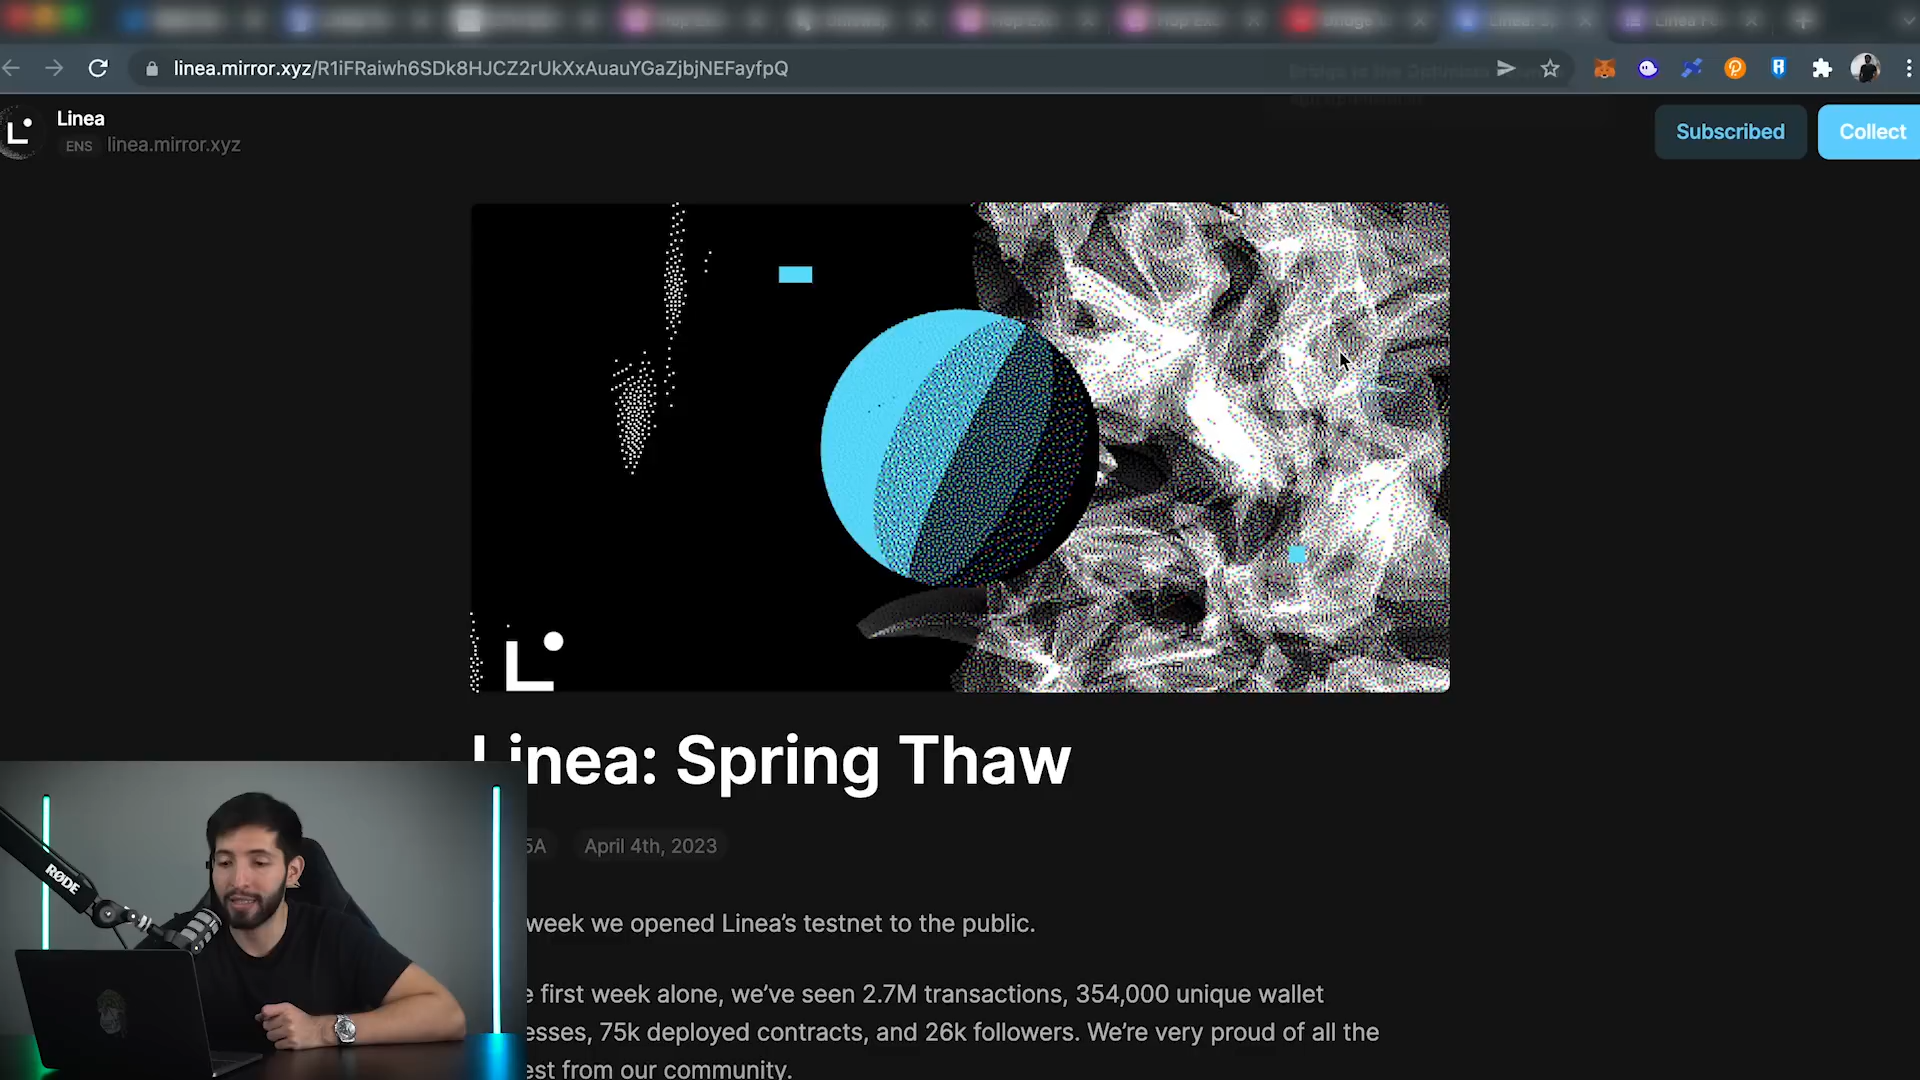 linea.mirror.xyz/R1iFRaiwh6SDk8HJCZ2rUkXxAuauYGaZjbjNEFayfpQ
Linea
ENS linea.mirror.xyz
Subscribed
Collect
Linea: Spring Thaw
5A
April 4th, 2023
week we opened Linea’s testnet to the public.
first week alone, we’ve seen 2.7M transactions, 354,000 unique wallet
esses, 75k deployed contracts, and 26k followers. We’re very proud of all the
est from our community.
RØDE